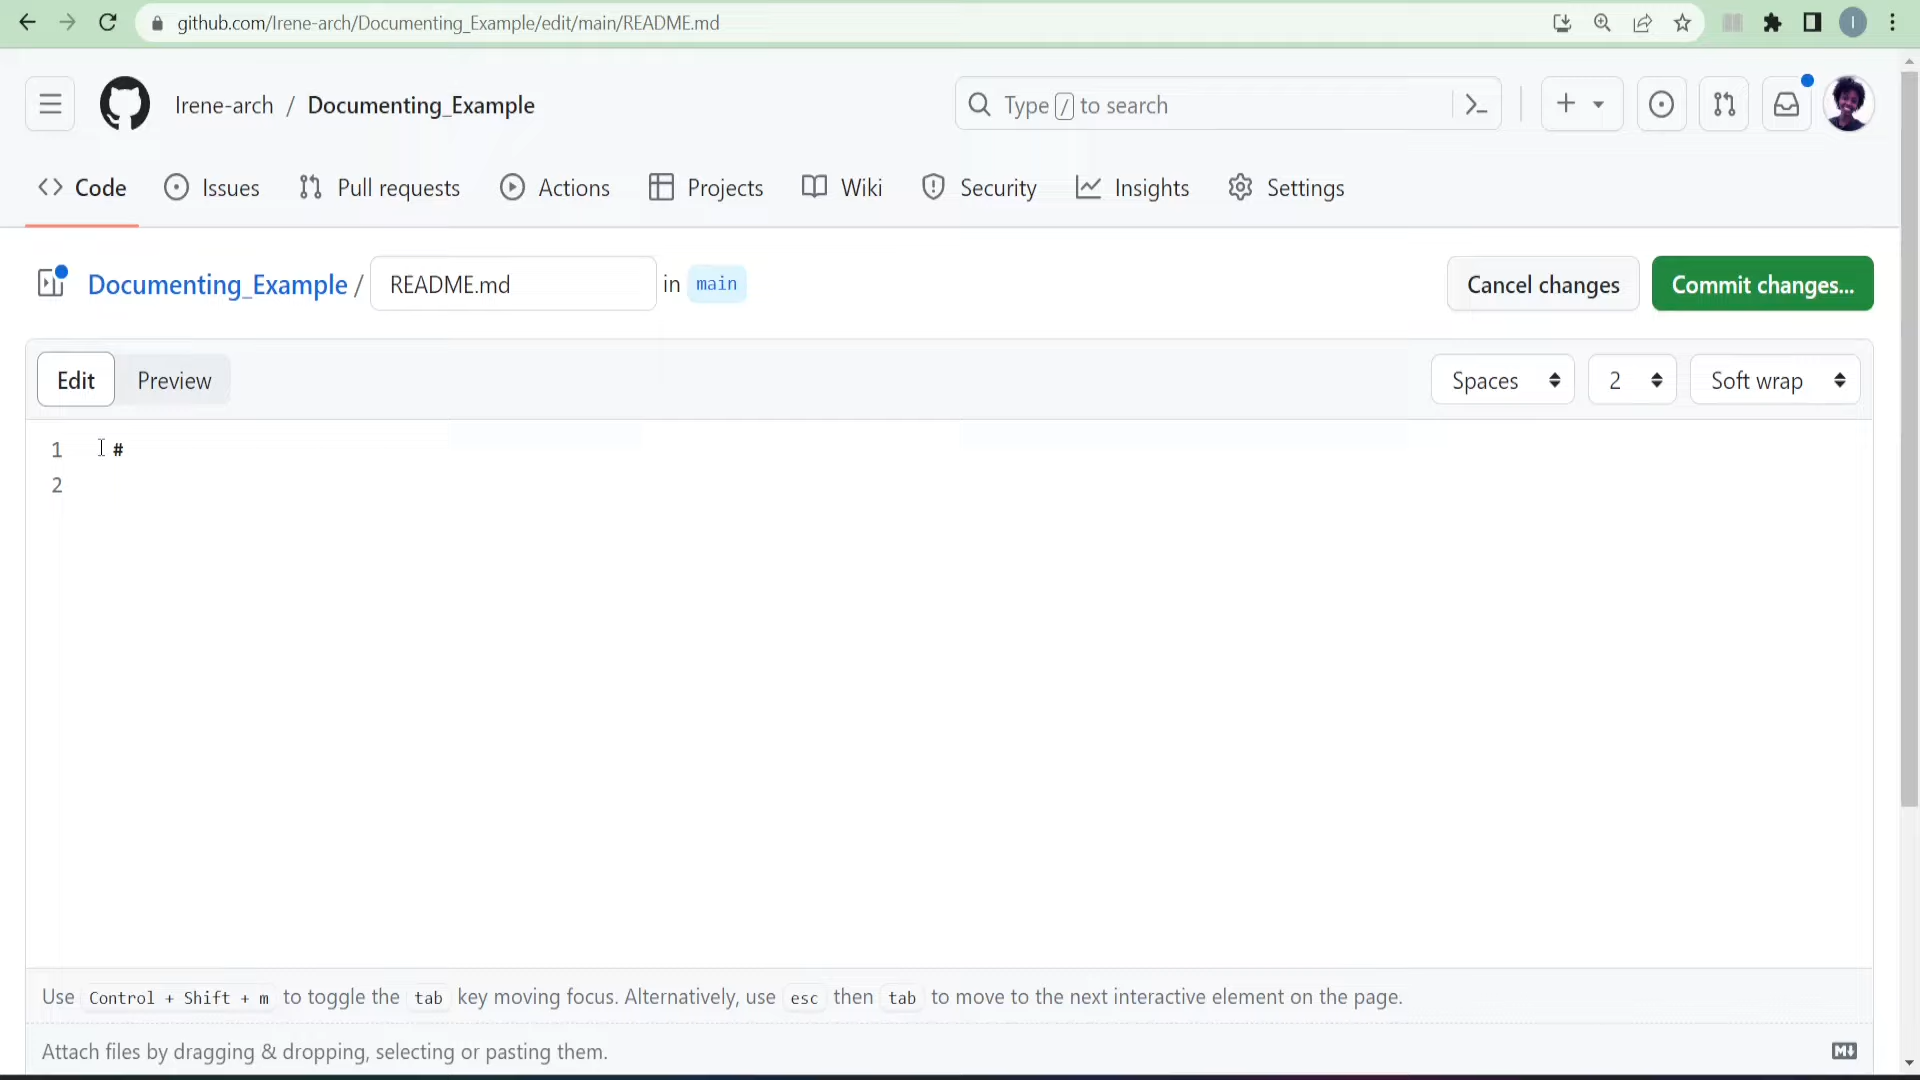 github.com/Irene-arch/Documenting_Example/edit/main/README.md
I
Irene-arch / Documenting_Example
Type / to search
Code Issues Pull requests Actions Projects Wiki Security Insights Settings
Documenting_Example / README.md in main
Cancel changes Commit changes...
Edit Preview Spaces 2 Soft wrap
1 #
2
Use Control + Shift + m to toggle the tab key moving focus. Alternatively, use esc then tab to move to the next interactive element on the page.
Attach files by dragging & dropping, selecting or pasting them.